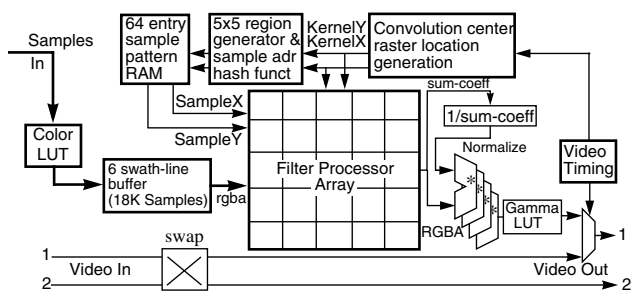 Samples
In
64 entry
sample
pattern
RAM
5x5 region
generator &
sample adr
hash funct
KernelY
KernelX
Convolution center
raster location
generation
sum-coeff
1/sum-coeff
SampleX
SampleY
Color
LUT
6 swath-line
buffer
(18K Samples)
rgba
Filter Processor
Array
Normalize
*
*
*
*
RGBA
Gamma
LUT
Video
Timing
swap
1
Video In
2
Video Out
1
2